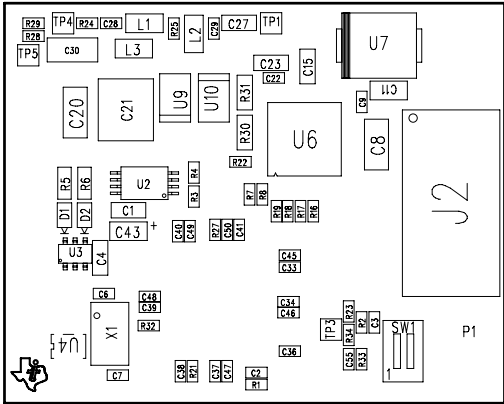 R29 TP4 R24 C28 L1 R25 L2 C29 C27 TP1
R28
TP5 C30 L3 U7
C23 C15
C22
C20 C21 U9 U10 R31 C9 C11
R30 U6 C8 U2
R22
R5 R6 U2 R4
R3 R7 R8
D1 D2 C1 R19 R18 R17 R16
C43 + C40 C49 R27 C50 C41
U3 C4 C45
C33
C6 C48
C39 C34
C46
U4 X1 R32 TP3 R23 R34 R2 C3 SW1 P1
C36
C7 C38 R21 C37 C47 C2 C55 R33 1
R1